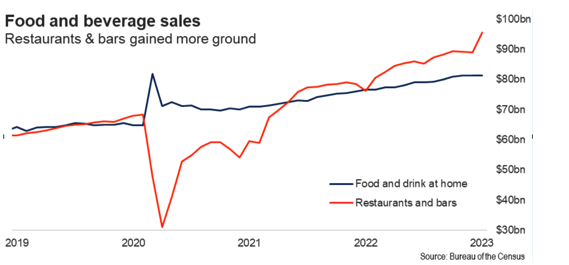 Food and beverage sales
Restaurants & bars gained more ground
$100bn
$90bn
$80bn
$70bn
$60bn
$50bn
$40bn
$30bn
Food and drink at home
Restaurants and bars
2019 2020 2021 2022 2023
Source: Bureau of the Census